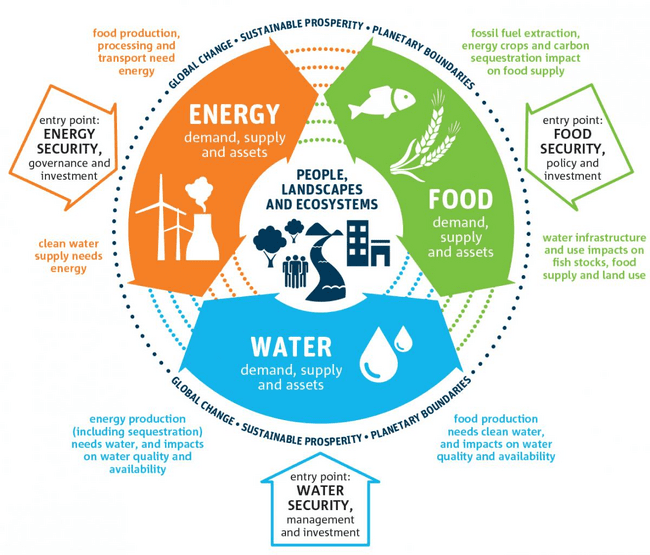 GLOBAL CHANGE • SUSTAINABLE PROSPERITY • PLANETARY BOUNDARIES
food production,
processing and
transport need
energy
fossil fuel extraction,
energy crops and carbon
sequestration impact
on food supply
entry point:
ENERGY
SECURITY,
governance and
investment
ENERGY
demand, supply
and assets
entry point:
FOOD
SECURITY,
policy and
investment
PEOPLE,
LANDSCAPES
AND ECOSYSTEMS
FOOD
demand,
supply
and assets
clean water
supply needs
energy
water infrastructure
and use impacts on
fish stocks, food
supply and land use
WATER
demand, supply
and assets
GLOBAL CHANGE • SUSTAINABLE PROSPERITY • PLANETARY BOUNDARIES
energy production
(including sequestration)
needs water, and impacts
on water quality and
availability
food production
needs clean water,
and impacts on water
quality and availability
entry point:
WATER
SECURITY,
management
and investment